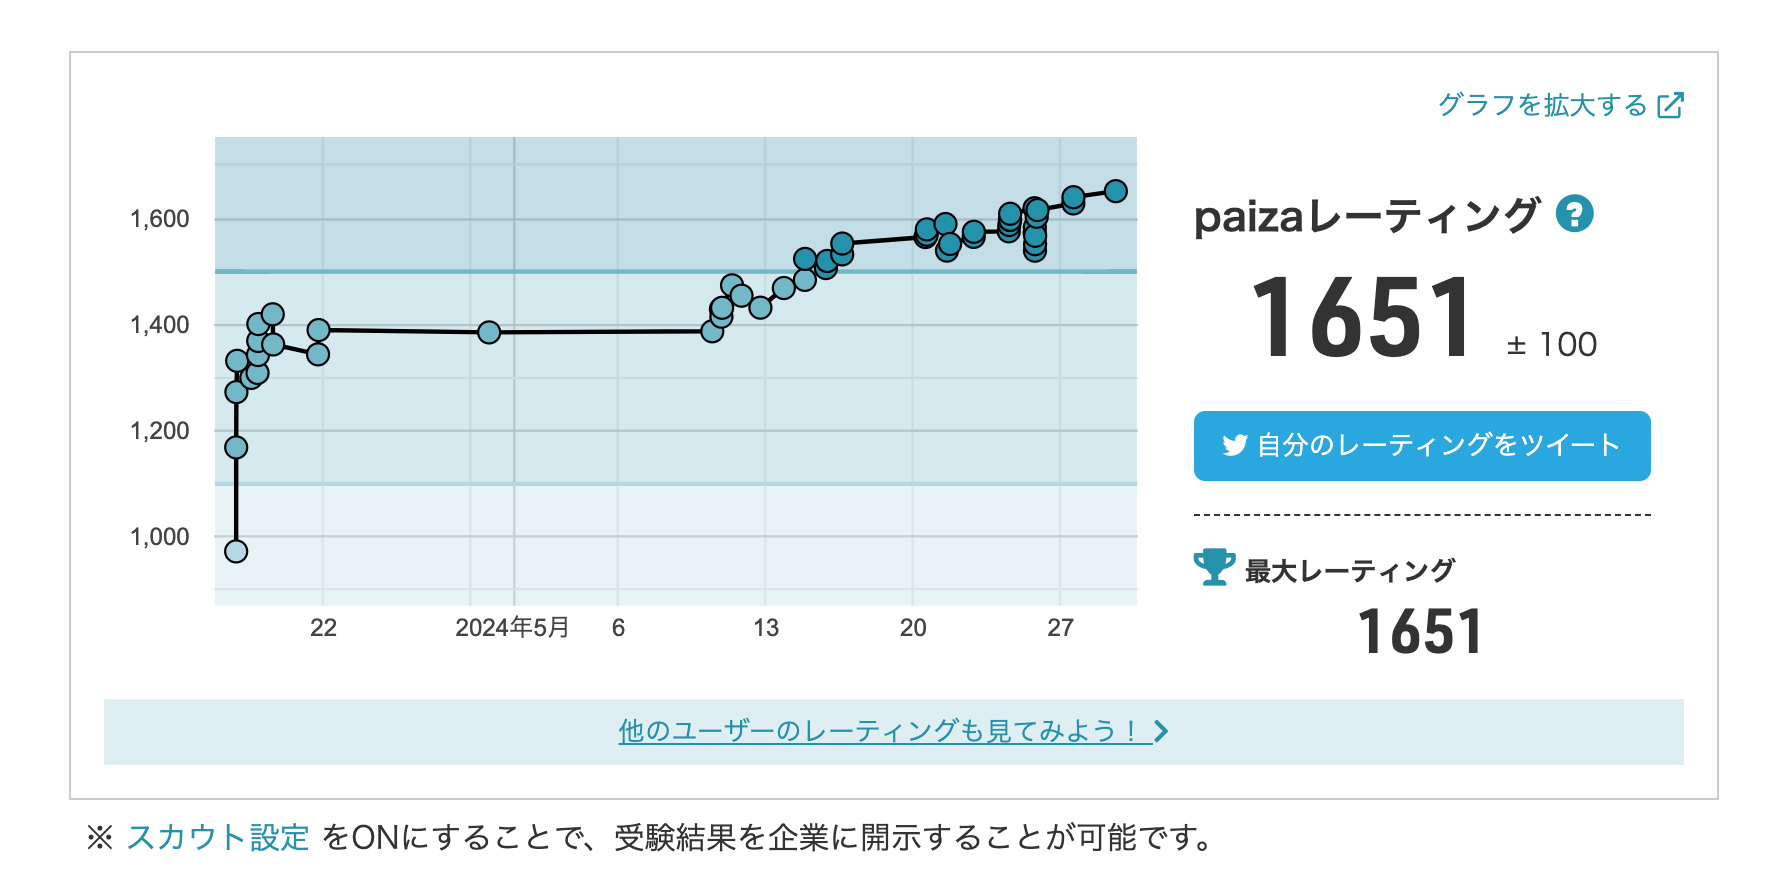 グラフを拡大する
1,600
1,400
1,200
1,000
22
2024年5月
6
13
20
27
paizaレーティング ?
1651 ± 100
自分のレーティングをツイート
最大レーティング
1651
他のユーザーのレーティングも見てみよう！
※ スカウト設定 をONにすることで、受験結果を企業に開示することが可能です。